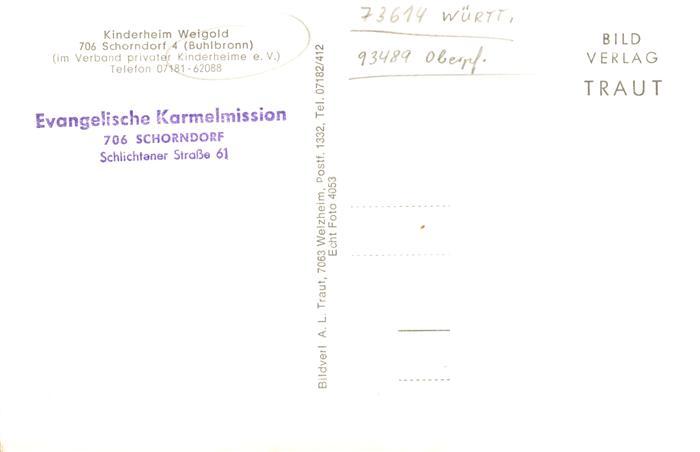 Kinderheim Weigold
706 Schorndorf 4 (Buhlbronn)
(im Verband privater Kinderheime e. V.)
Telefon 07181-62088
Evangelische Karmelmission
706 SCHORNDORF
Schlichtener Straße 61
Bildverl A. L. Traut, 7063 Welzheim, Postf. 1332, Tel. 07182/412
Echt Foto 4053
73614 WÜRTT.
93489 Oberpf.
BILD
VERLAG
TRAUT